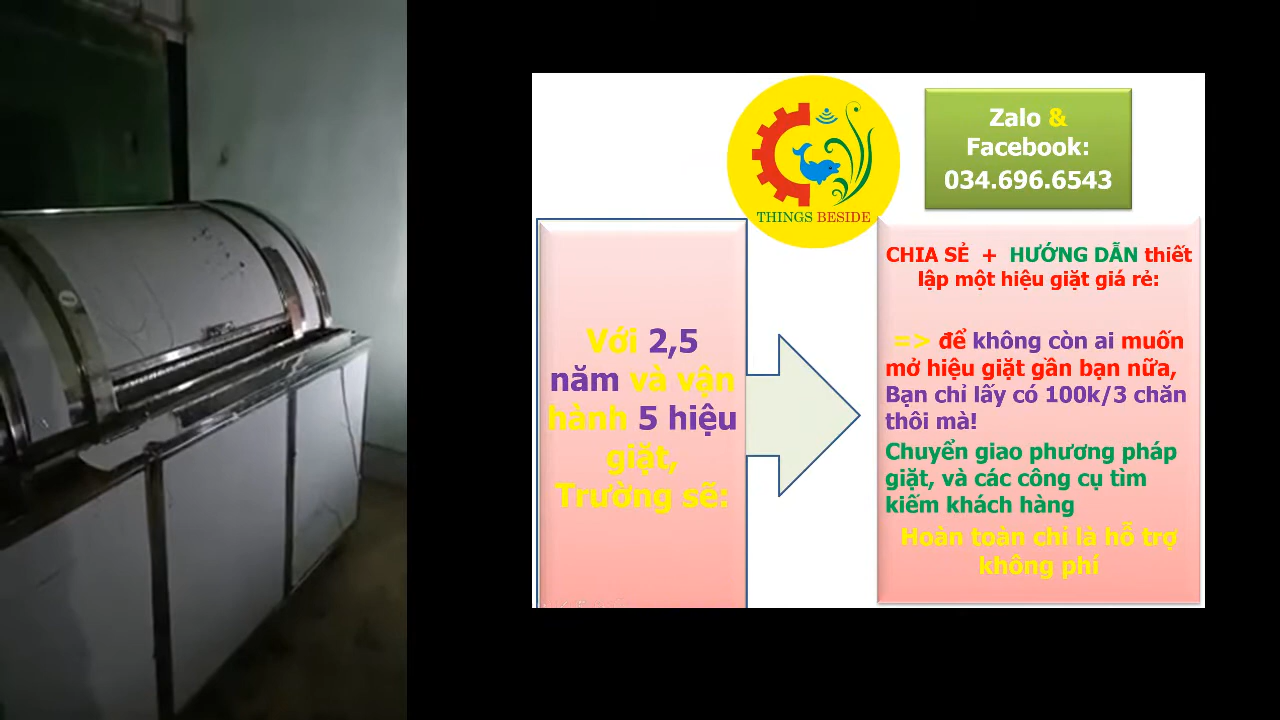 THINGS BESIDE
Zalo &
Facebook:
034.696.6543
Với 2,5
năm và vận
hành 5 hiệu
giặt,
Trường sẽ:
CHIA SẺ + HƯỚNG DẪN thiết
lập một hiệu giặt giá rẻ:
=> để không còn ai muốn
mở hiệu giặt gần bạn nữa,
Bạn chỉ lấy có 100k/3 chăn
thôi mà!
Chuyển giao phương pháp
giặt, và các công cụ tìm
kiếm khách hàng
Hoàn toàn chỉ là hỗ trợ
không phí